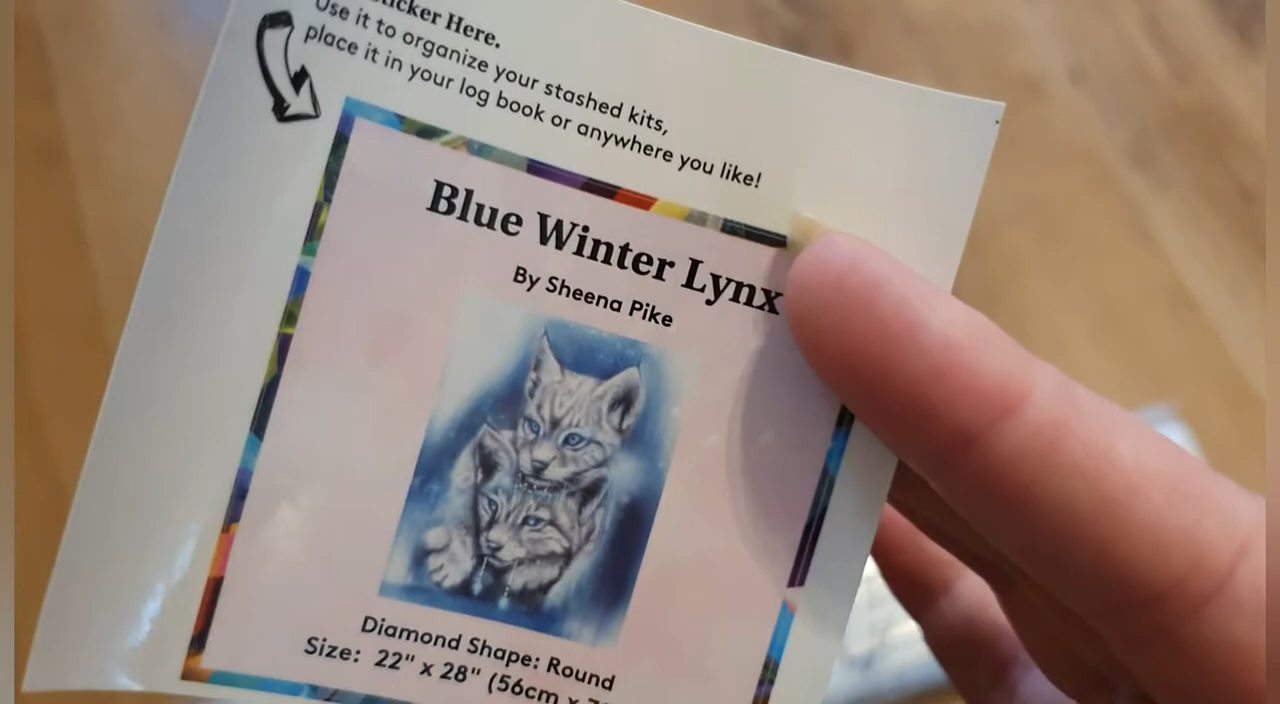 Here.
Use it to organize your stashed kits,
place it in your log book or anywhere you like!
Blue Winter Lynx
By Sheena Pike
Diamond Shape: Round
Size: 22" x 28" (56cm x